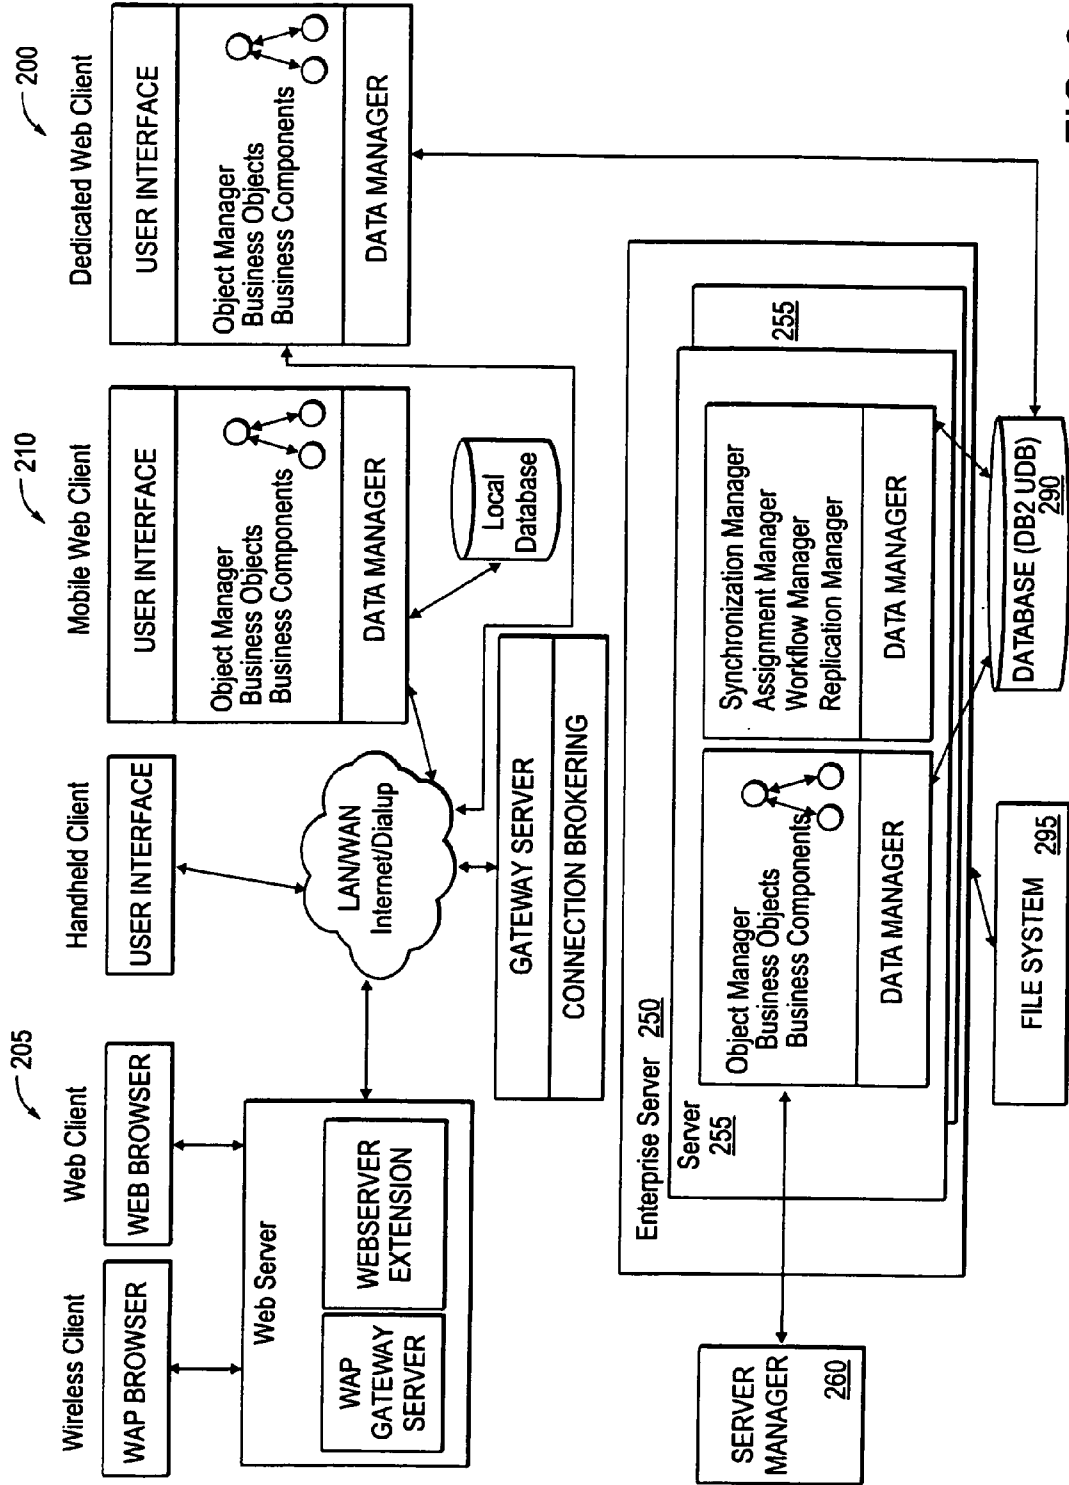 Wireless Client
WAP BROWSER
Web Client
205
WEB BROWSER
Handheld Client
USER INTERFACE
Mobile Web Client
210
USER INTERFACE
Object Manager
Business Objects
Business Components
DATA MANAGER
Dedicated Web Client
200
USER INTERFACE
Object Manager
Business Objects
Business Components
DATA MANAGER
Web Server
WAP
GATEWAY
SERVER
WEBSERVER
EXTENSION
LAN/WAN
Internet/Dialup
Local
Database
GATEWAY SERVER
CONNECTION BROKERING
Enterprise Server 250
Server
255
255
Object Manager
Business Objects
Business Components
DATA MANAGER
Synchronization Manager
Assignment Manager
Workflow Manager
Replication Manager
DATA MANAGER
SERVER
MANAGER
260
FILE SYSTEM
295
DATABASE (DB2 UDB)
290